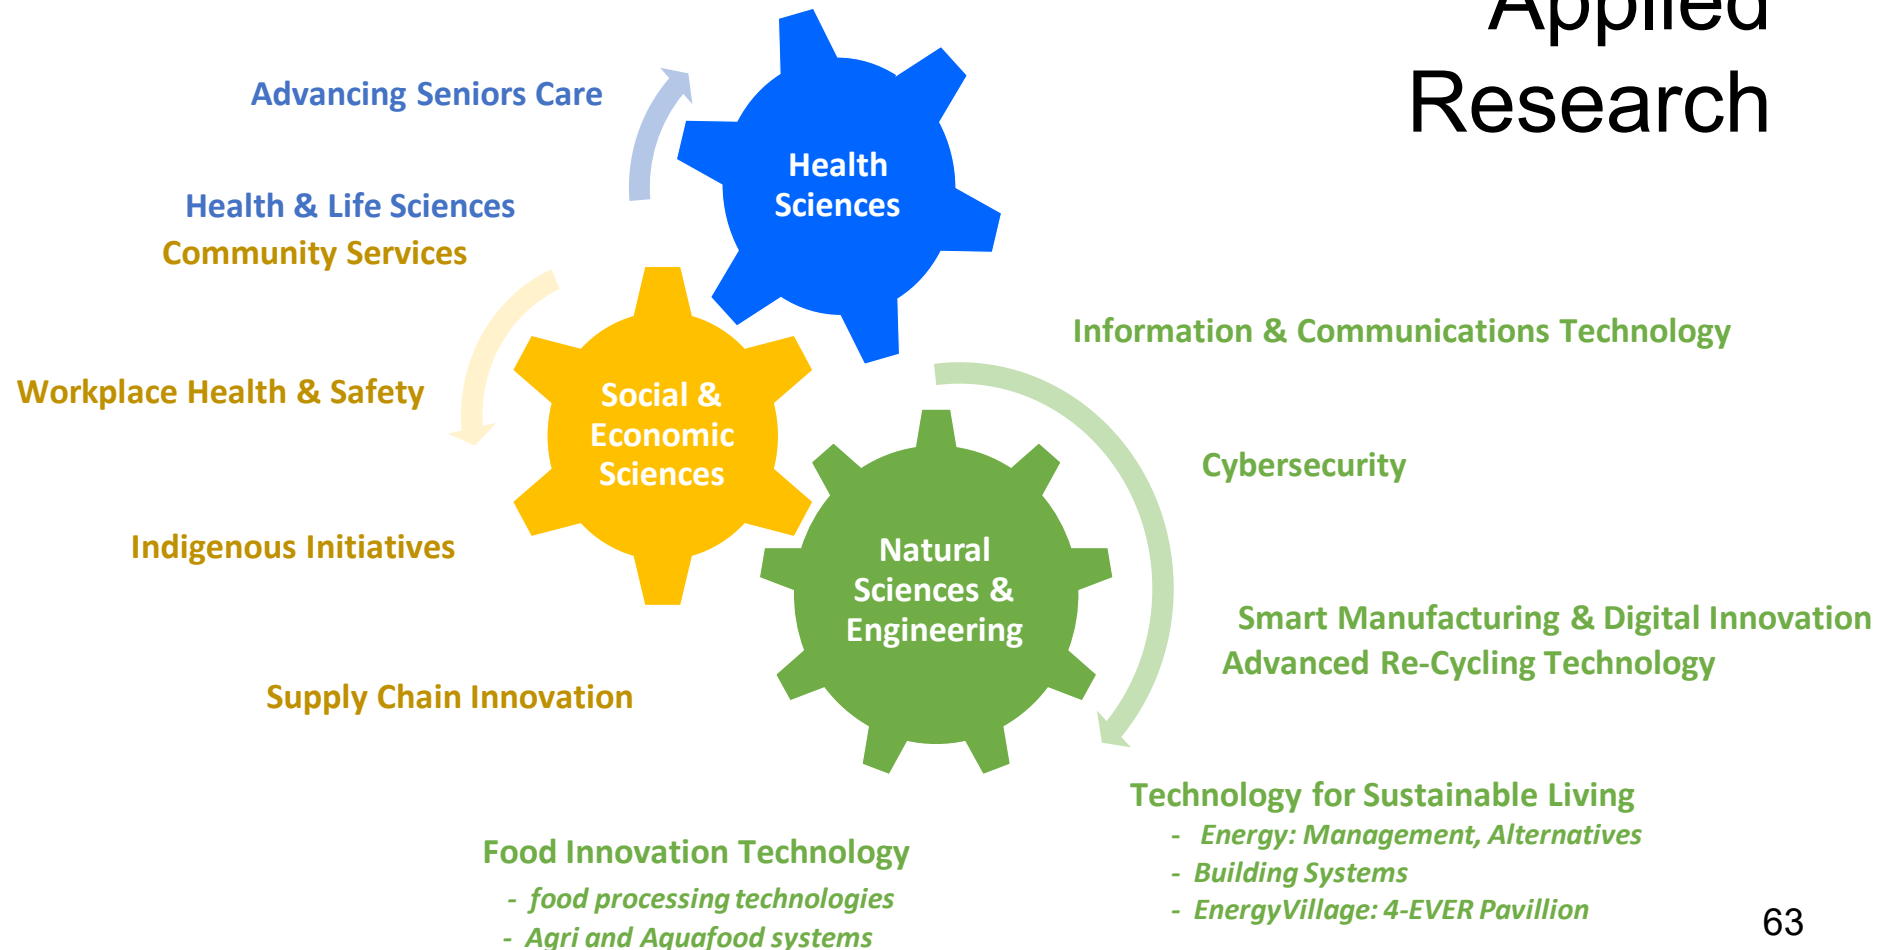 Applied
Research
Advancing Seniors Care
Health
Sciences
Health & Life Sciences
Community Services
Information & Communications Technology
Workplace Health & Safety
Social &
Economic
Sciences
Cybersecurity
Indigenous Initiatives
Natural
Sciences &
Engineering
Smart Manufacturing & Digital Innovation
Advanced Re-Cycling Technology
Supply Chain Innovation
Technology for Sustainable Living
- Energy: Management, Alternatives
- Building Systems
- EnergyVillage: 4-EVER Pavillion
Food Innovation Technology
- food processing technologies
- Agri and Aquafood systems
63